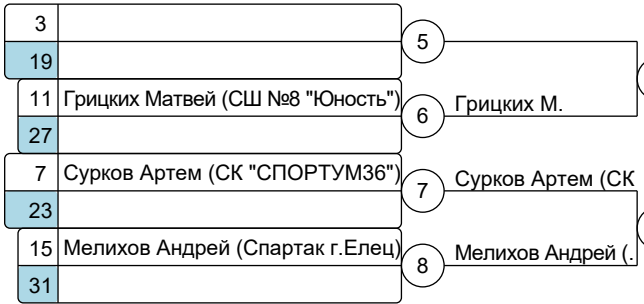 3
19
5
11 Грицких Матвей (СШ №8 "Юность")
27
6 Грицких М.
7 Сурков Артем (СК "СПОРТУМ36")
23
7 Сурков Артем (СК
15 Мелихов Андрей (Спартак г.Елец)
31
8 Мелихов Андрей (.